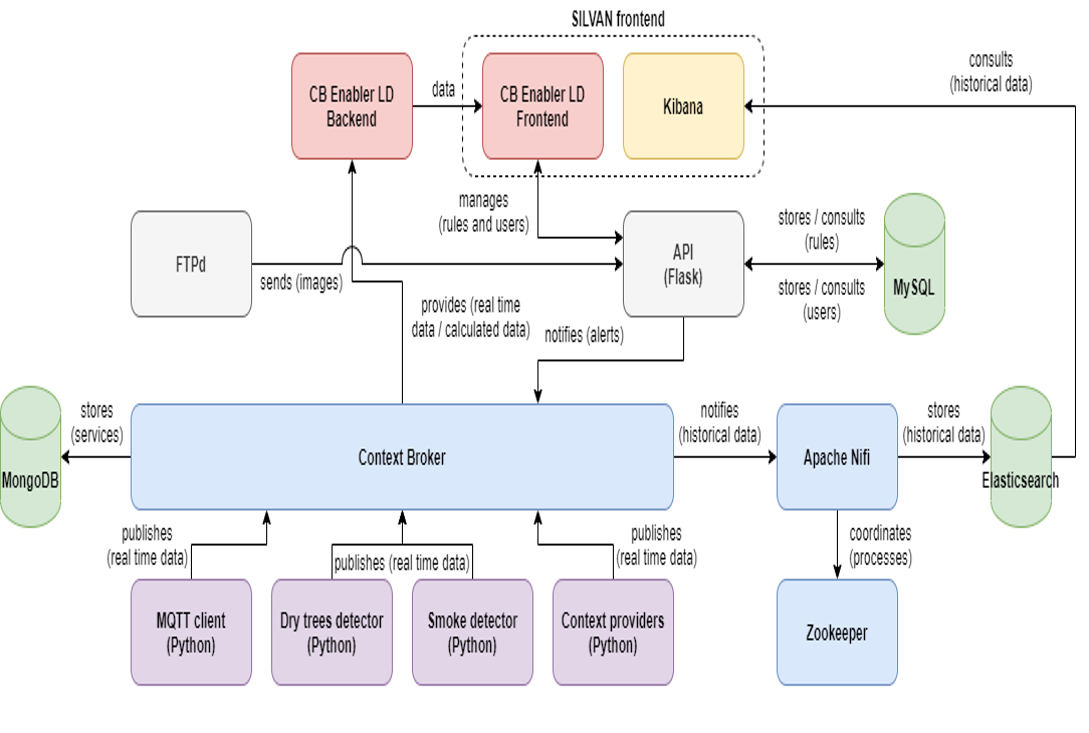 SILVAN frontend
consults
(historical data)
CB Enabler LD
Backend
data
CB Enabler LD
Frontend
Kibana
manages
(rules and users)
stores / consults
(rules)
FTPd
sends (images)
API
(Flask)
MySQL
stores / consults
(users)
provides (real time
data / calculated data)
notifies (alerts)
stores
(services)
MongoDB
Context Broker
notifies
(historical data)
Apache Nifi
stores
(historical data)
Elasticsearch
publishes
(real time data)
publishes (real time data)
publishes
(real time data)
coordinates
(processes)
MQTT client
(Python)
Dry trees detector
(Python)
Smoke detector
(Python)
Context providers
(Python)
Zookeeper